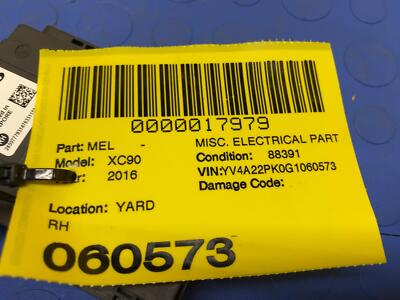 0000017979
Part: MEL -
MISC. ELECTRICAL PART
Model: XC90
Condition: 88391
2016
VIN:YV4A22PK0G1060573
Damage Code:
Location: YARD
RH
060573